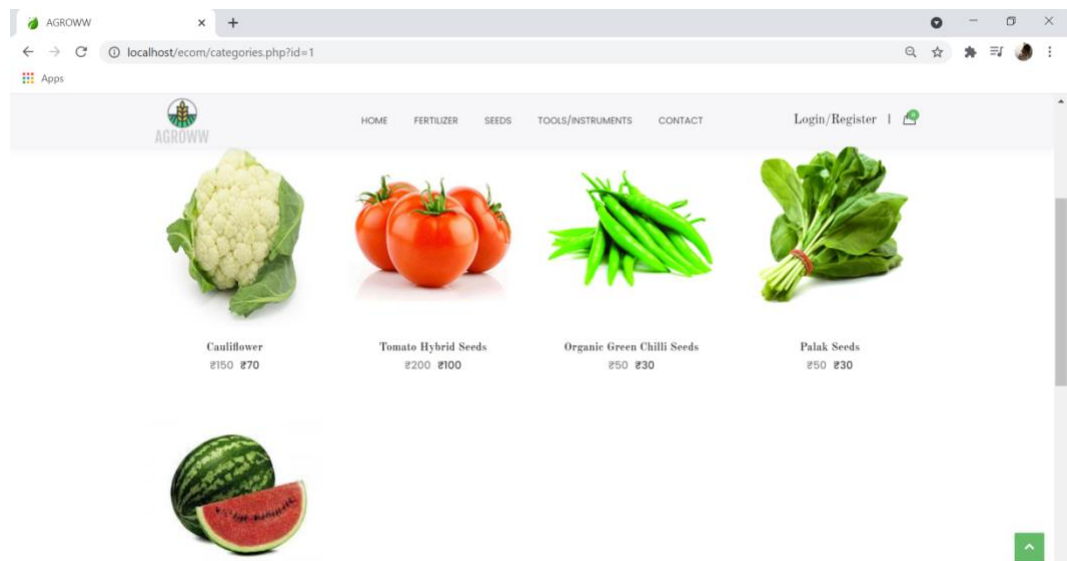 AGROWW
localhost/ecom/categories.php?id=1
Apps
AGROWW
HOME FERTILIZER SEEDS TOOLS/INSTRUMENTS CONTACT Login/Register | 0
Cauliflower Tomato Hybrid Seeds Organic Green Chilli Seeds Palak Seeds
₹150 ₹70 ₹200 ₹100 ₹50 ₹30 ₹50 ₹30